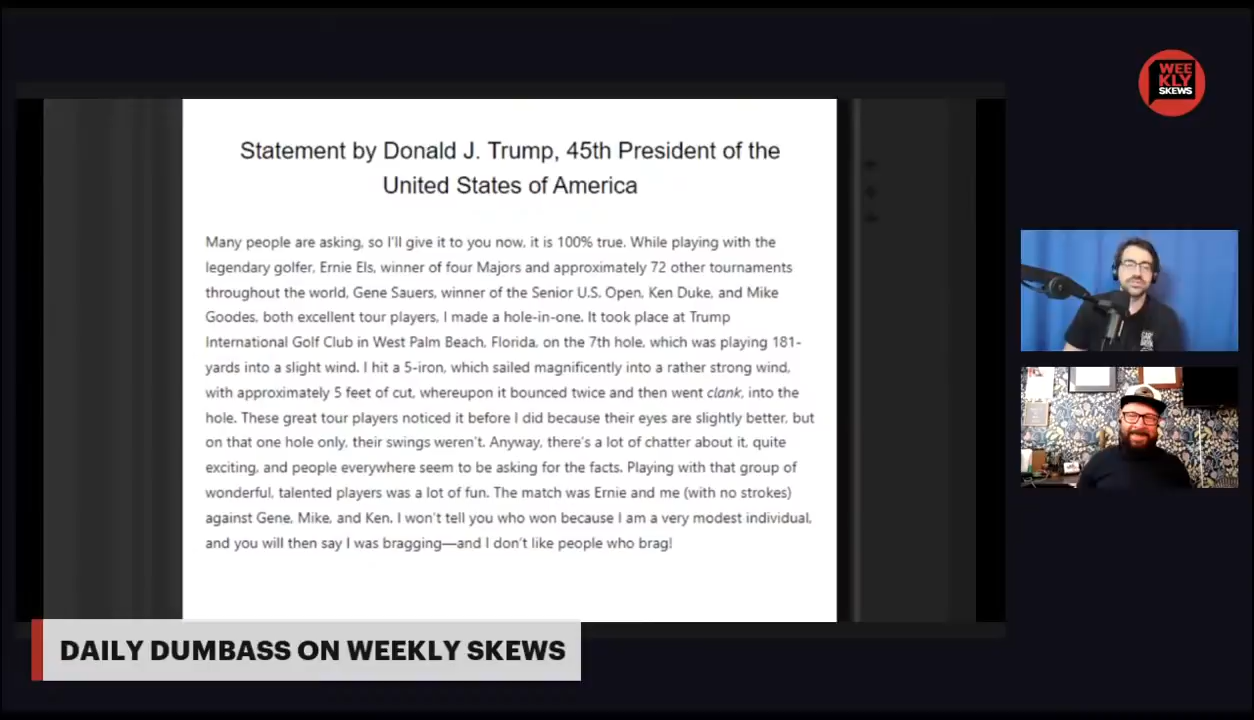 WEE
KLY
SKEWS
Statement by Donald J. Trump, 45th President of the
United States of America
Many people are asking, so I'll give it to you now, it is 100% true. While playing with the
legendary golfer, Ernie Els, winner of four Majors and approximately 72 other tournaments
throughout the world, Gene Sauers, winner of the Senior U.S. Open, Ken Duke, and Mike
Goodes, both excellent tour players, I made a hole-in-one. It took place at Trump
International Golf Club in West Palm Beach, Florida, on the 7th hole, which was playing 181-
yards into a slight wind. I hit a 5-iron, which sailed magnificently into a rather strong wind,
with approximately 5 feet of cut, whereupon it bounced twice and then went clank, into the
hole. These great tour players noticed it before I did because their eyes are slightly better, but
on that one hole only, their swings weren't. Anyway, there's a lot of chatter about it, quite
exciting, and people everywhere seem to be asking for the facts. Playing with that group of
wonderful, talented players was a lot of fun. The match was Ernie and me (with no strokes)
against Gene, Mike, and Ken. I won't tell you who won because I am a very modest individual,
and you will then say I was bragging—and I don't like people who brag!
DAILY DUMBASS ON WEEKLY SKEWS